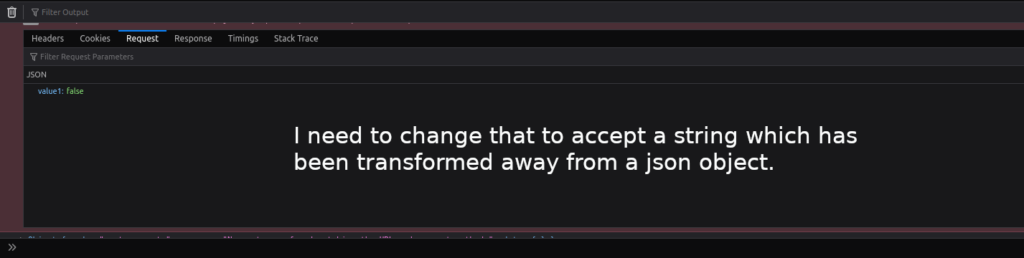 Filter Output
Headers Cookies Request Response Timings Stack Trace
Filter Request Parameters
JSON
value1: false
I need to change that to accept a string which has
been transformed away from a json object.